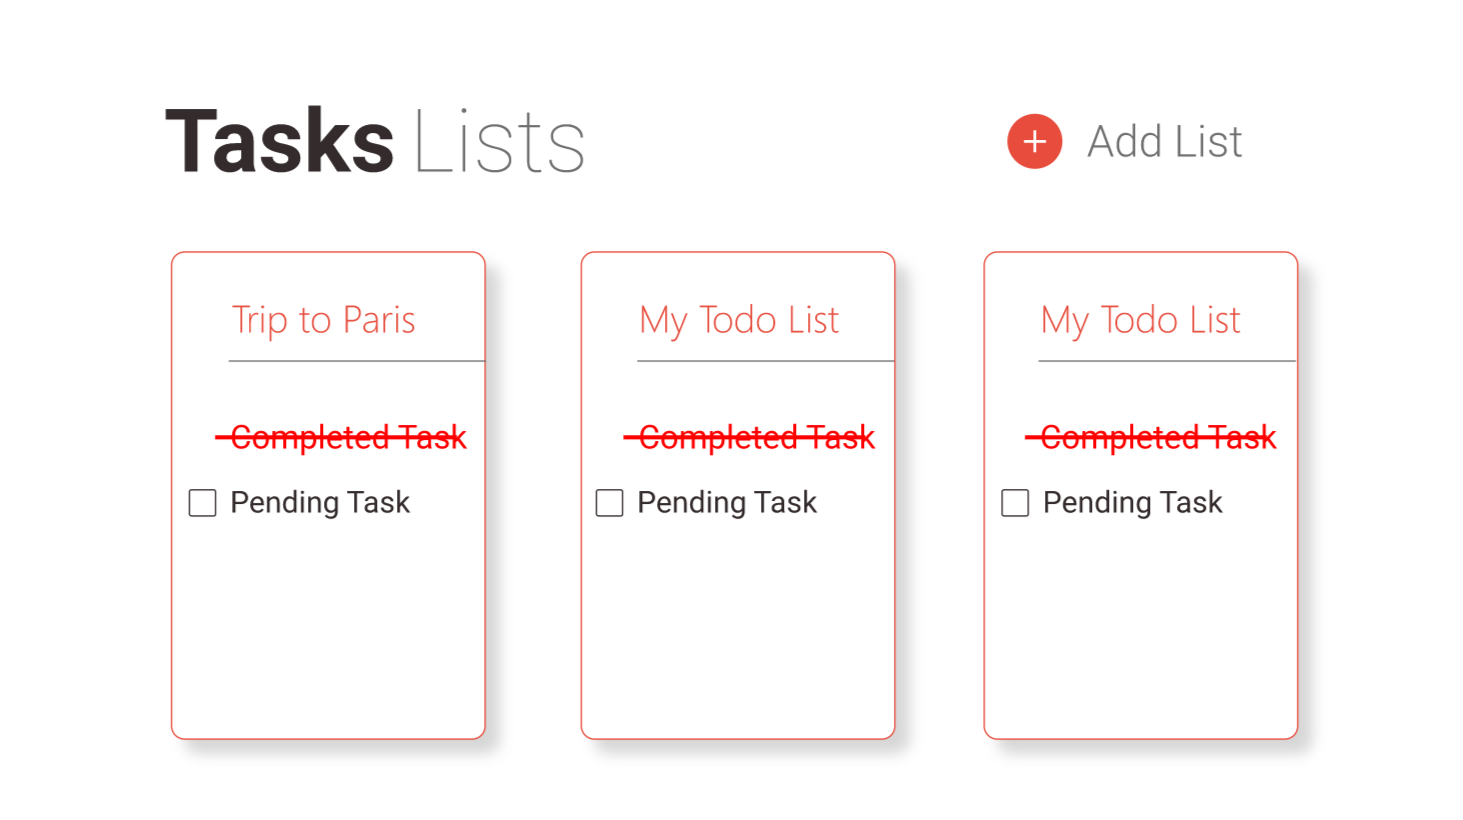 Tasks Lists
+ Add List
Trip to Paris
Completed Task
Pending Task
My Todo List
Completed Task
Pending Task
My Todo List
Completed Task
Pending Task